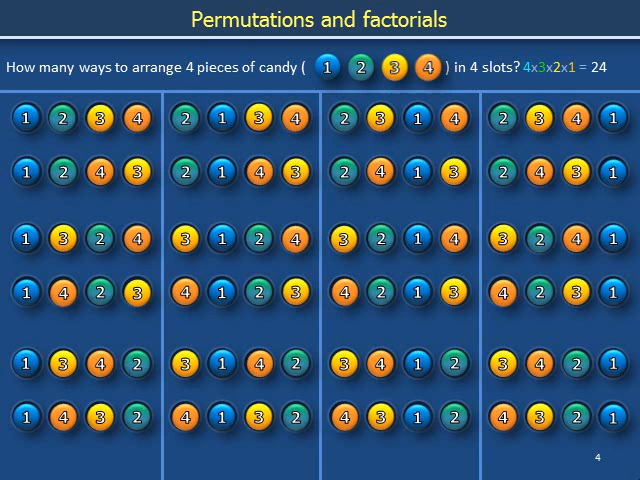 Permutations and factorials
How many ways to arrange 4 pieces of candy ( 1 2 3 4 ) in 4 slots? 4x3x2x1 = 24
1 2 3 4 2 1 3 4 2 3 1 4 2 3 4 1
1 2 4 3 2 1 4 3 2 4 1 3 2 4 3 1
1 3 2 4 3 1 2 4 3 2 1 4 3 2 4 1
1 4 2 3 4 1 2 3 4 2 1 3 4 2 3 1
1 3 4 2 3 1 4 2 3 4 1 2 3 4 2 1
1 4 3 2 4 1 3 2 4 3 1 2 4 3 2 1
4